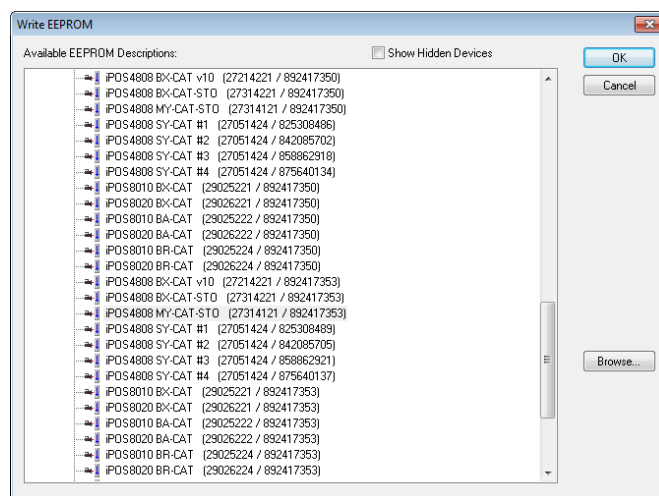 Write EEPROM
Available EEPROM Descriptions:
Show Hidden Devices
OK
Cancel
iPOS4808 BX-CAT v10 (27214221 / 892417350)
iPOS4808 BX-CAT-STO (27314221 / 892417350)
iPOS4808 MY-CAT-STO (27314121 / 892417350)
iPOS4808 SY-CAT #1 (27051424 / 825308486)
iPOS4808 SY-CAT #2 (27051424 / 842085702)
iPOS4808 SY-CAT #3 (27051424 / 858862918)
iPOS4808 SY-CAT #4 (27051424 / 875640134)
iPOS8010 BX-CAT (29025221 / 892417350)
iPOS8020 BX-CAT (29026221 / 892417350)
iPOS8010 BA-CAT (29025222 / 892417350)
iPOS8020 BA-CAT (29026222 / 892417350)
iPOS8010 BR-CAT (29025224 / 892417350)
iPOS8020 BR-CAT (29026224 / 892417350)
iPOS4808 BX-CAT v10 (27214221 / 892417353)
iPOS4808 BX-CAT-STO (27314221 / 892417353)
iPOS4808 MY-CAT-STO (27314121 / 892417353)
iPOS4808 SY-CAT #1 (27051424 / 825308489)
iPOS4808 SY-CAT #2 (27051424 / 842085705)
iPOS4808 SY-CAT #3 (27051424 / 858862921)
iPOS4808 SY-CAT #4 (27051424 / 875640137)
iPOS8010 BX-CAT (29025221 / 892417353)
iPOS8020 BX-CAT (29026221 / 892417353)
iPOS8010 BA-CAT (29025222 / 892417353)
iPOS8020 BA-CAT (29026222 / 892417353)
iPOS8010 BR-CAT (29025224 / 892417353)
iPOS8020 BR-CAT (29026224 / 892417353)
Browse...